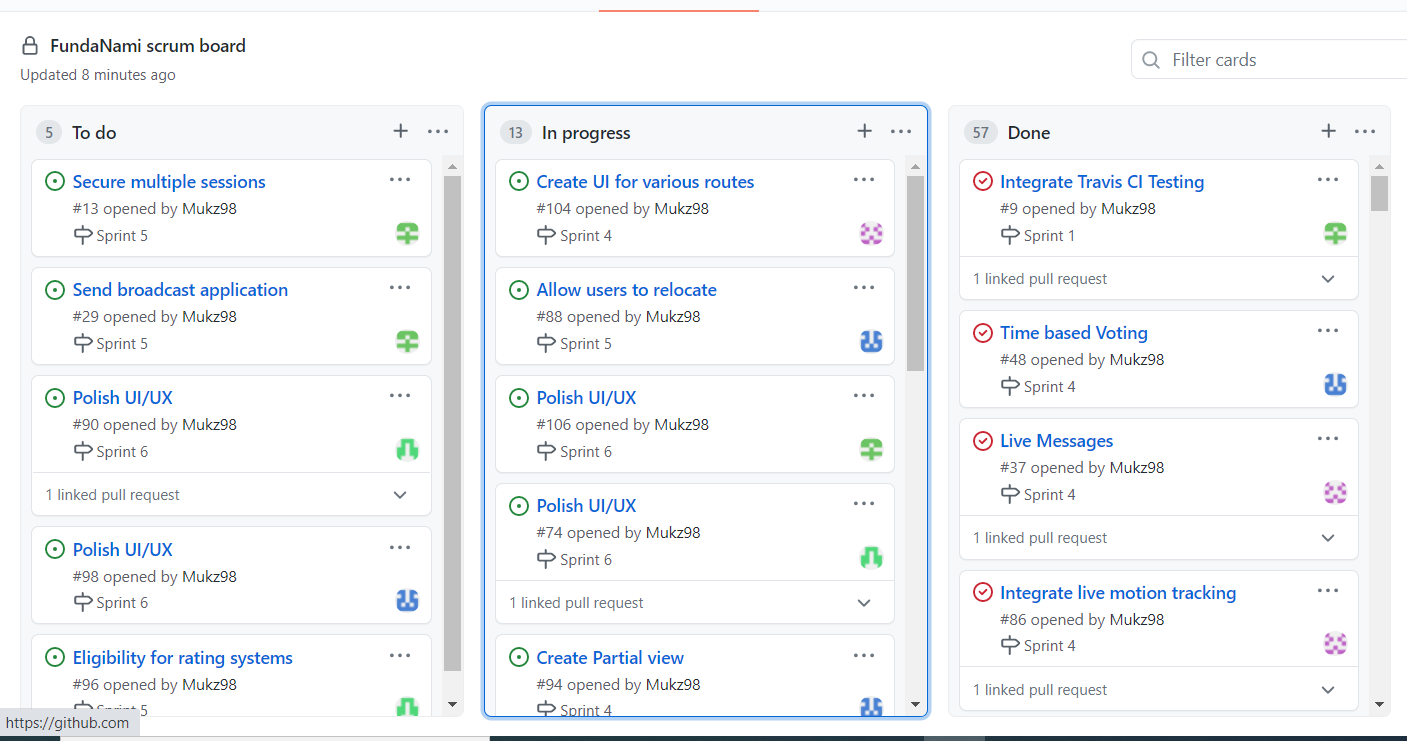 FundaNami scrum board
Updated 8 minutes ago
Filter cards
5 To do
Secure multiple sessions
#13 opened by Mukz98
Sprint 5
Send broadcast application
#29 opened by Mukz98
Sprint 5
Polish UI/UX
#90 opened by Mukz98
Sprint 6
1 linked pull request
Polish UI/UX
#98 opened by Mukz98
Sprint 6
Eligibility for rating systems
#96 opened by Mukz98
Sprint 5
13 In progress
Create UI for various routes
#104 opened by Mukz98
Sprint 4
Allow users to relocate
#88 opened by Mukz98
Sprint 5
Polish UI/UX
#106 opened by Mukz98
Sprint 6
Polish UI/UX
#74 opened by Mukz98
Sprint 6
1 linked pull request
Create Partial view
#94 opened by Mukz98
Sprint 4
57 Done
Integrate Travis CI Testing
#9 opened by Mukz98
Sprint 1
1 linked pull request
Time based Voting
#48 opened by Mukz98
Sprint 4
Live Messages
#37 opened by Mukz98
Sprint 4
1 linked pull request
Integrate live motion tracking
#86 opened by Mukz98
Sprint 4
1 linked pull request
https://github.com